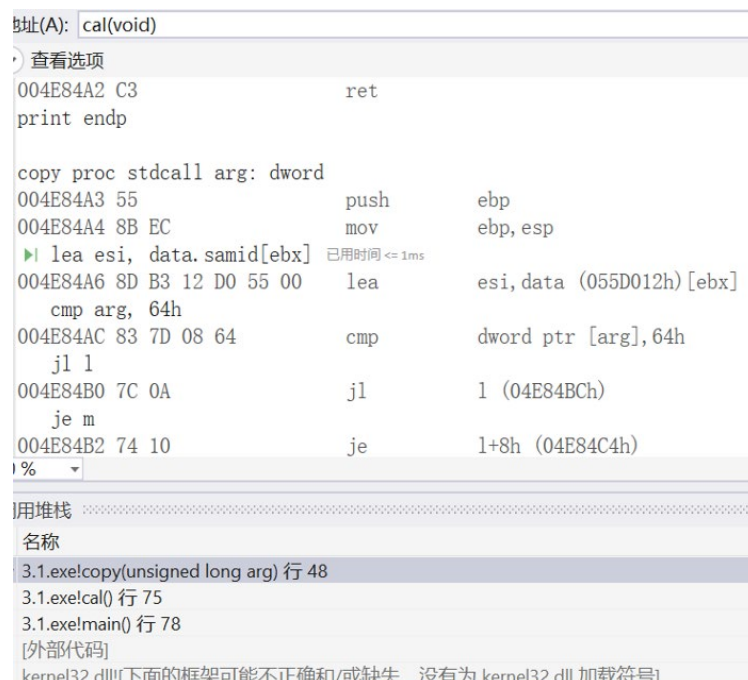 址(A): cal(void)
查看选项
004E84A2 C3 ret
print endp
copy proc stdcall arg: dword
004E84A3 55 push ebp
004E84A4 8B EC mov ebp,esp
lea esi, data.samid[ebx] 已用时间 <= 1ms
004E84A6 8D B3 12 D0 55 00 lea esi,data (055D012h)[ebx]
cmp arg, 64h
004E84AC 83 7D 08 64 cmp dword ptr [arg],64h
jl l
004E84B0 7C 0A jl l (04E84BCh)
je m
004E84B2 74 10 je l+8h (04E84C4h)
%
用堆栈
名称
3.1.exe!copy(unsigned long arg) 行 48
3.1.exe!cal() 行 75
3.1.exe!main() 行 78
[外部代码]
kernel32.dll![下面的框架可能不正确和/或缺失，没有为 kernel32.dll 加载符号]